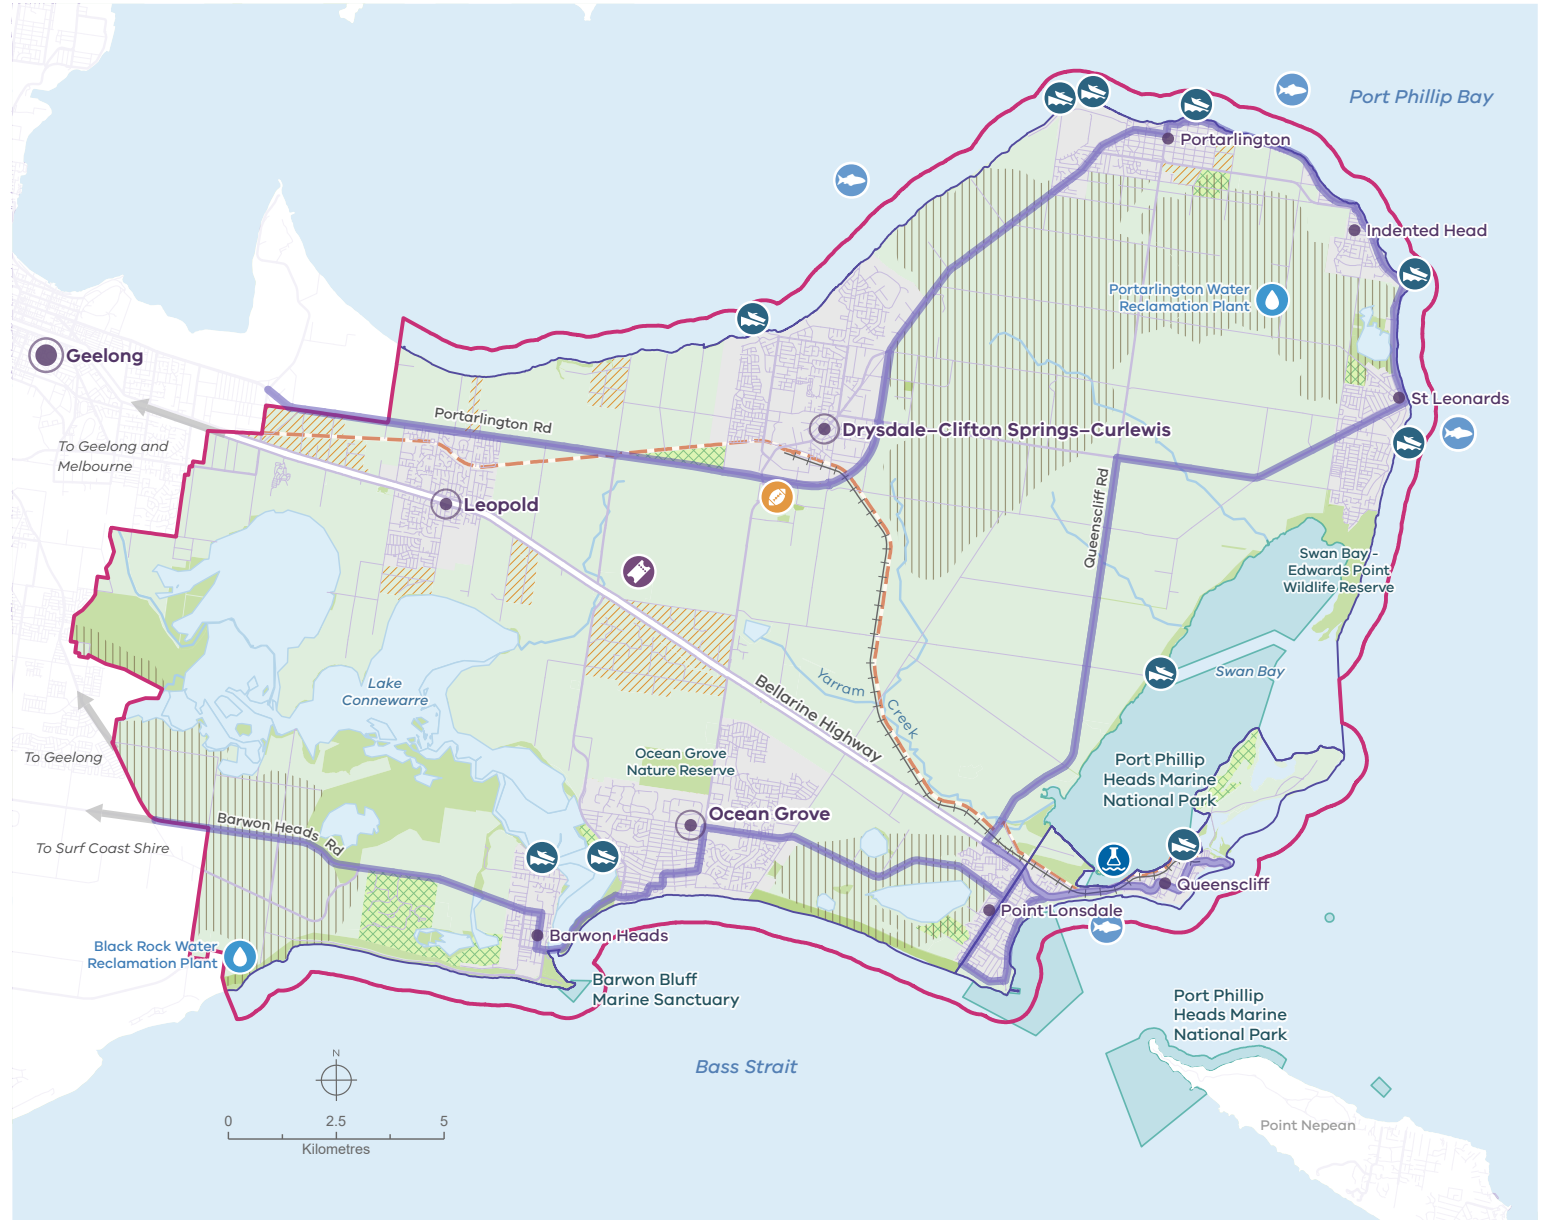 Port Phillip Bay
Portarlington
Indented Head
Portarlington Water
Reclamation Plant
Geelong
St Leonards
Portarlington Rd
Drysdale–Clifton Springs–Curlewis
To Geelong and
Melbourne
Leopold
Queenscliff Rd
Swan Bay -
Edwards Point
Wildlife Reserve
Swan Bay
Lake
Connewarre
Yarram
Creek
Bellarine Highway
To Geelong
Ocean Grove
Nature Reserve
Port Phillip
Heads Marine
National Park
Ocean Grove
Barwon Heads Rd
To Surf Coast Shire
Queenscliff
Point Lonsdale
Barwon Heads
Black Rock Water
Reclamation Plant
Barwon Bluff
Marine Sanctuary
Port Phillip
Heads Marine
National Park
Bass Strait
N
0 2.5 5
Kilometres
Point Nepean